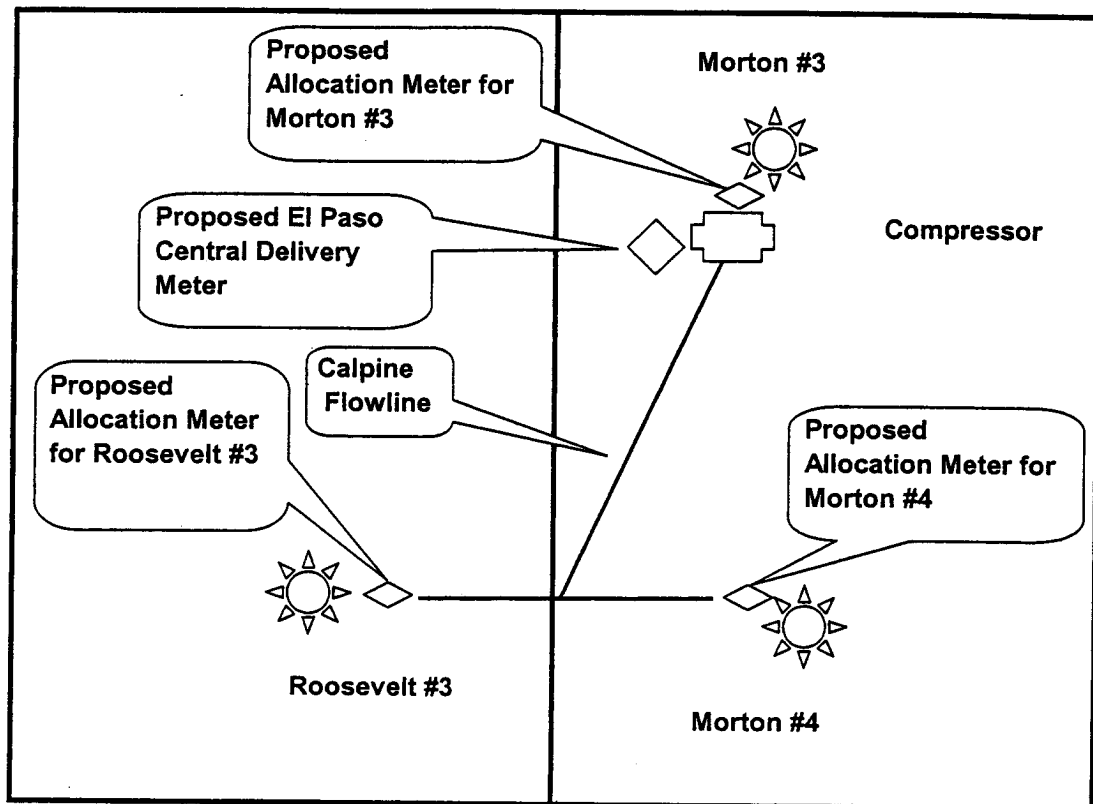 Proposed
Allocation Meter for
Morton #3
Morton #3
Proposed El Paso
Central Delivery
Meter
Compressor
Calpine
Flowline
Proposed
Allocation Meter
for Roosevelt #3
Proposed
Allocation Meter for
Morton #4
Roosevelt #3
Morton #4